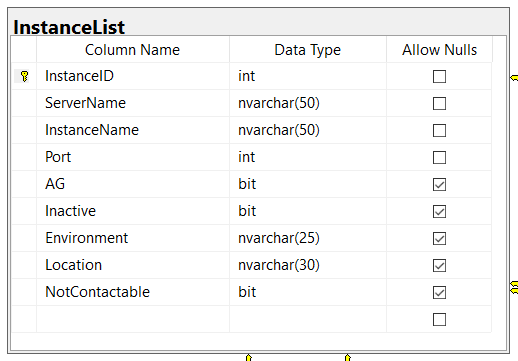 InstanceList
Column Name Data Type Allow Nulls
InstanceID int
ServerName nvarchar(50)
InstanceName nvarchar(50)
Port int
AG bit
Inactive bit
Environment nvarchar(25)
Location nvarchar(30)
NotContactable bit